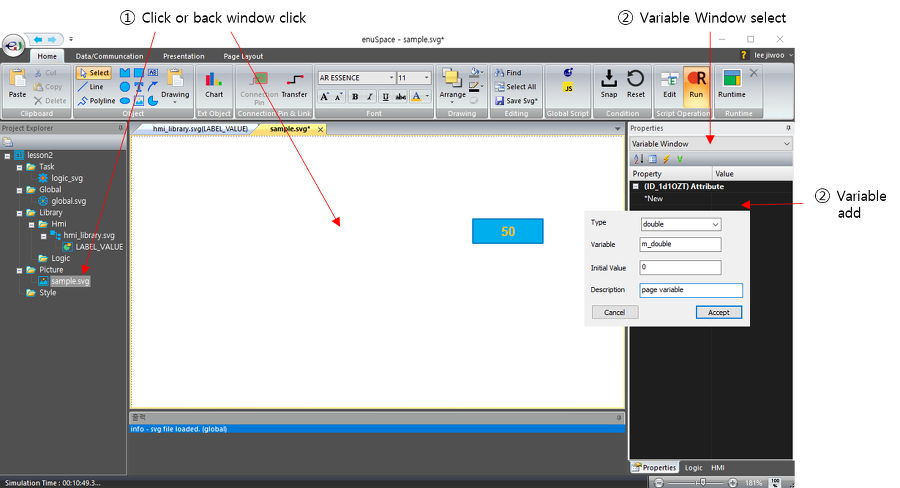 ① Click or back window click
② Variable Window select
enuSpace - sample.svg*
Home Data/Communcation Presentation Page Layout
? lee jiwoo
Paste Cut Copy Delete
Clipboard
Select Line Polyline AB Drawing
Object
Chart
Ext Object
Connection Pin Transfer
Connection Pin & Link
AR ESSENCE 11
A A B I U abc A
Font
Arrange
Drawing
Find
Select All
Save Svg*
Editing
JS
Global Script
Snap Reset
Condition
Edit Run
Script Operation
Runtime
Runtime
Project Explorer
hmi_library.svg(LABEL_VALUE) sample.svg*
Properties
lesson2
Task
logic_svg
Global
global.svg
Library
Hmi
hmi_library.svg
LABEL_VALUE
Logic
Picture
sample.svg
Style
50
Variable Window
Property Value
(ID_1d1OZT) Attribute
*New
② Variable
add
Type double
Variable m_double
Initial Value 0
Description page variable
Cancel Accept
출력
info - svg file loaded. (global)
Properties Logic HMI
Simulation Time : 00:10:49.3...
181% 100 %